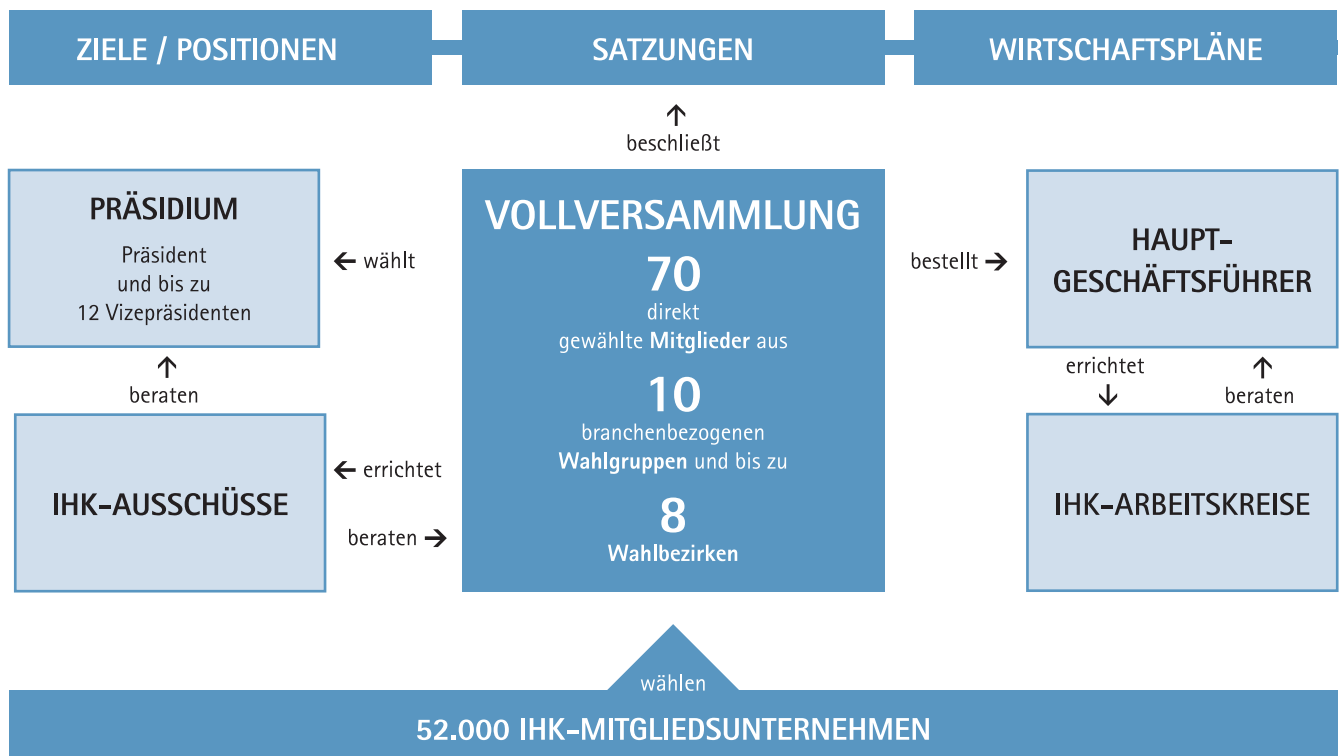 ZIELE / POSITIONEN
SATZUNGEN
WIRTSCHAFTSPLÄNE
↑
beschließt
PRÄSIDIUM
Präsident
und bis zu
12 Vizepräsidenten
← wählt
VOLLVERSAMMLUNG
70
direkt
gewählte Mitglieder aus
10
branchenbezogenen
Wahlgruppen und bis zu
8
Wahlbezirken
bestellt →
HAUPT-
GESCHÄFTSFÜHRER
↑
beraten
errichtet
↓
↑
beraten
IHK-AUSSCHÜSSE
← errichtet
beraten →
IHK-ARBEITSKREISE
wählen
52.000 IHK-MITGLIEDSUNTERNEHMEN